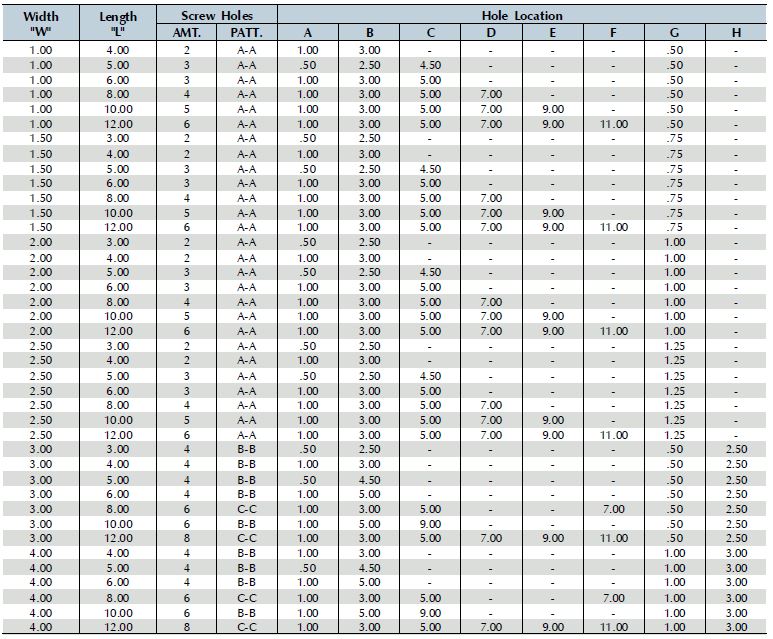 Width Length Screw Holes Hole Location
"W" "L" AMT. PATT. A B C D E F G H
1.00 4.00 2 A-A 1.00 3.00 - - - - .50 -
1.00 5.00 3 A-A .50 2.50 4.50 - - - .50 -
1.00 6.00 3 A-A 1.00 3.00 5.00 - - - .50 -
1.00 8.00 4 A-A 1.00 3.00 5.00 7.00 - - .50 -
1.00 10.00 5 A-A 1.00 3.00 5.00 7.00 9.00 - .50 -
1.00 12.00 6 A-A 1.00 3.00 5.00 7.00 9.00 11.00 .50 -
1.50 3.00 2 A-A .50 2.50 - - - - .75 -
1.50 4.00 2 A-A 1.00 3.00 - - - - .75 -
1.50 5.00 3 A-A .50 2.50 4.50 - - - .75 -
1.50 6.00 3 A-A 1.00 3.00 5.00 - - - .75 -
1.50 8.00 4 A-A 1.00 3.00 5.00 7.00 - - .75 -
1.50 10.00 5 A-A 1.00 3.00 5.00 7.00 9.00 - .75 -
1.50 12.00 6 A-A 1.00 3.00 5.00 7.00 9.00 11.00 .75 -
2.00 3.00 2 A-A .50 2.50 - - - - 1.00 -
2.00 4.00 2 A-A 1.00 3.00 - - - - 1.00 -
2.00 5.00 3 A-A .50 2.50 4.50 - - - 1.00 -
2.00 6.00 3 A-A 1.00 3.00 5.00 - - - 1.00 -
2.00 8.00 4 A-A 1.00 3.00 5.00 7.00 - - 1.00 -
2.00 10.00 5 A-A 1.00 3.00 5.00 7.00 9.00 - 1.00 -
2.00 12.00 6 A-A 1.00 3.00 5.00 7.00 9.00 11.00 1.00 -
2.50 3.00 2 A-A .50 2.50 - - - - 1.25 -
2.50 4.00 2 A-A 1.00 3.00 - - - - 1.25 -
2.50 5.00 3 A-A .50 2.50 4.50 - - - 1.25 -
2.50 6.00 3 A-A 1.00 3.00 5.00 - - - 1.25 -
2.50 8.00 4 A-A 1.00 3.00 5.00 7.00 - - 1.25 -
2.50 10.00 5 A-A 1.00 3.00 5.00 7.00 9.00 - 1.25 -
2.50 12.00 6 A-A 1.00 3.00 5.00 7.00 9.00 11.00 1.25 -
3.00 3.00 4 B-B .50 2.50 - - - - .50 2.50
3.00 4.00 4 B-B 1.00 3.00 - - - - .50 2.50
3.00 5.00 4 B-B .50 4.50 - - - - .50 2.50
3.00 6.00 4 B-B 1.00 5.00 - - - - .50 2.50
3.00 8.00 6 C-C 1.00 3.00 5.00 - - 7.00 .50 2.50
3.00 10.00 6 B-B 1.00 5.00 9.00 - - - .50 2.50
3.00 12.00 8 C-C 1.00 3.00 5.00 7.00 9.00 11.00 .50 2.50
4.00 4.00 4 B-B 1.00 3.00 - - - - 1.00 3.00
4.00 5.00 4 B-B .50 4.50 - - - - 1.00 3.00
4.00 6.00 4 B-B 1.00 5.00 - - - - 1.00 3.00
4.00 8.00 6 C-C 1.00 3.00 5.00 - - 7.00 1.00 3.00
4.00 10.00 6 B-B 1.00 5.00 9.00 - - - 1.00 3.00
4.00 12.00 8 C-C 1.00 3.00 5.00 7.00 9.00 11.00 1.00 3.00